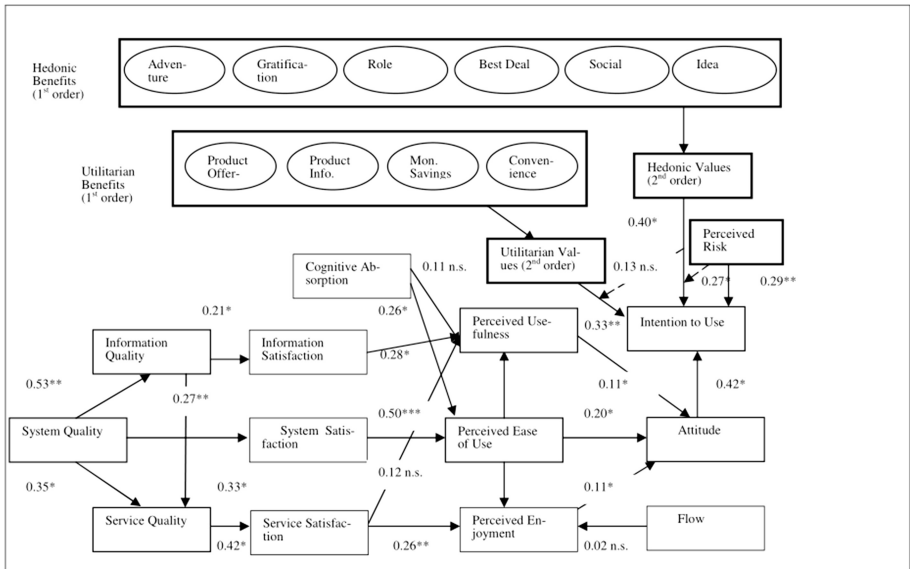 Hedonic
Benefits
(1st order)
Adven-
ture
Gratifica-
tion
Role
Best Deal
Social
Idea
Utilitarian
Benefits
(1st order)
Product
Offer-
Product
Info.
Mon.
Savings
Conven-
ience
Hedonic Values
(2nd order)
0.40*
Perceived
Risk
Utilitarian Val-
ues (2nd order)
0.13 n.s.
0.27*
0.29**
Cognitive Ab-
sorption
0.11 n.s.
0.26*
0.21*
Perceived Use-
fulness
0.33**
Intention to Use
Information
Quality
Information
Satisfaction
0.28*
0.53**
0.27**
0.11*
0.42*
0.50***
0.20*
System Quality
System Satis-
faction
Perceived Ease
of Use
Attitude
0.12 n.s.
0.35*
0.33*
0.11*
Service Quality
Service Satisfac-
tion
Perceived En-
joyment
Flow
0.42*
0.26**
0.02 n.s.